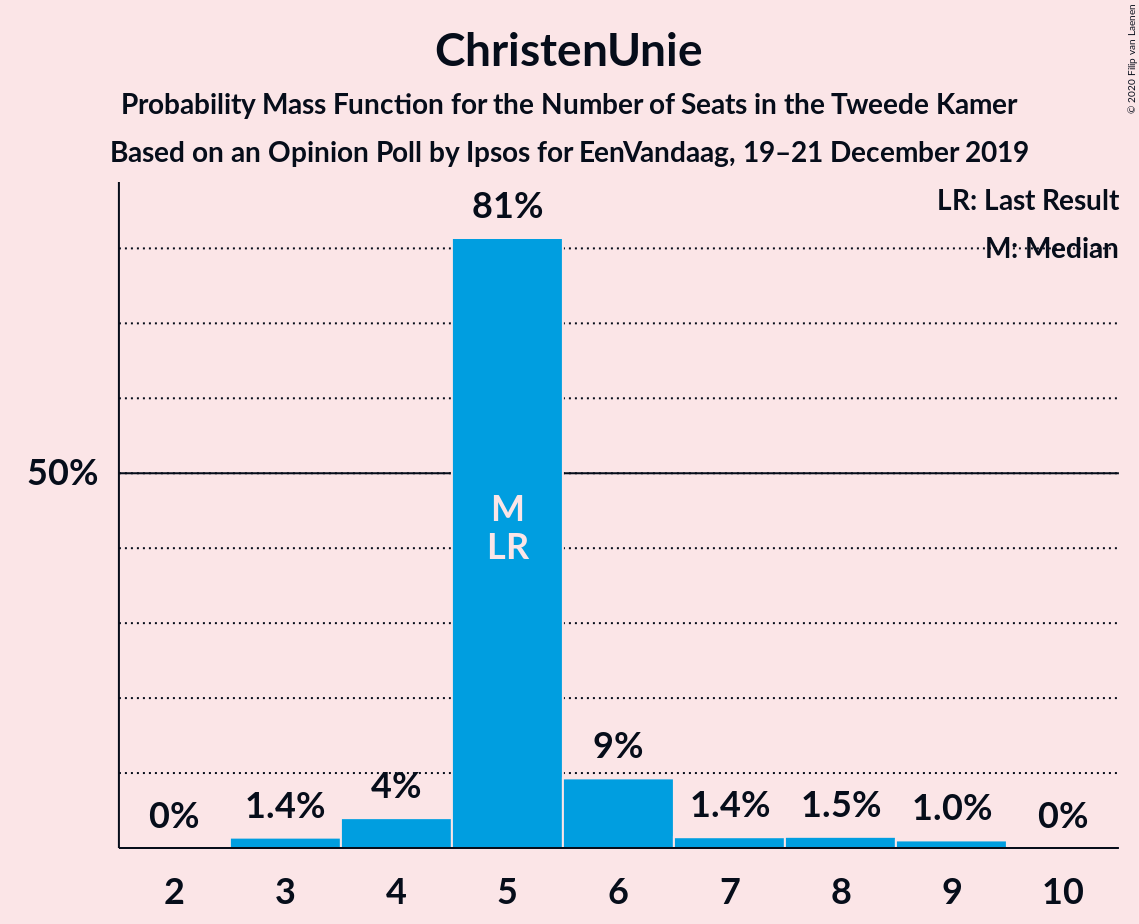 ChristenUnie
Probability Mass Function for the Number of Seats in the Tweede Kamer
Based on an Opinion Poll by Ipsos for EenVandaag, 19–21 December 2019
© 2020 Filip van Laenen
LR: Last Result
M: Median
81%
50%
M
LR
9%
4%
0%
1.4%
1.4%
1.5%
1.0%
0%
2 3 4 5 6 7 8 9 10